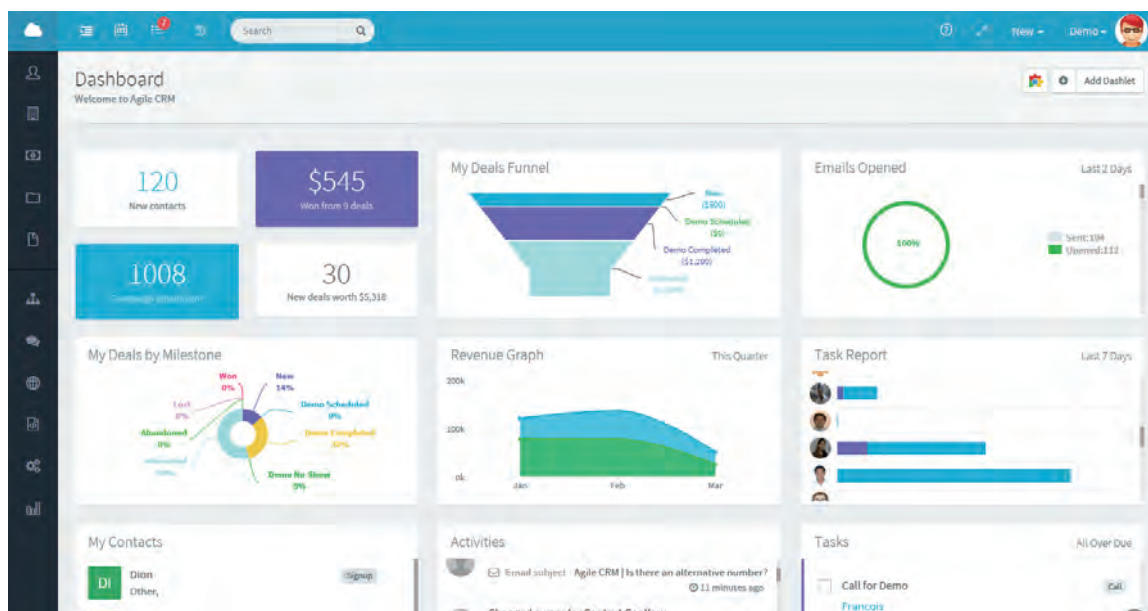 Search
New
Demo
Dashboard
Welcome to Agile CRM
Add Dashlet
120
New contacts
$545
Won from 9 deals
1008
30
New deals worth $5,318
My Deals Funnel
New
($800)
Demo Scheduled
($0)
Demo Completed
($1,200)
Emails Opened
Last 2 Days
100%
Opened:112
My Deals by Milestone
Won
0%
New
14%
Lost
0%
Demo Scheduled
0%
Abandoned
0%
Demo Completed
Demo No-Show
0%
Revenue Graph
This Quarter
200k
100k
0k
Jan
Feb
Mar
Task Report
Last 7 Days
My Contacts
DI
Dion
Other,
Signup
Activities
Email subject : Agile CRM | Is there an alternative number?
11 minutes ago
Tasks
All Over Due
Call for Demo
Call
Francois